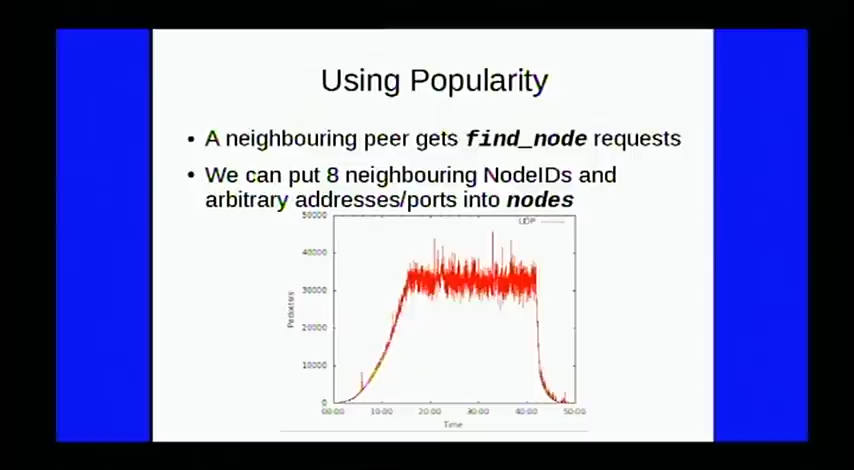 Using Popularity
• A neighbouring peer gets find_node requests
• We can put 8 neighbouring NodeIDs and
arbitrary addresses/ports into nodes
50000
UDP
40000
30000
Packets/s
20000
10000
0
00:00 10:00 20:00 30:00 40:00 50:00
Time